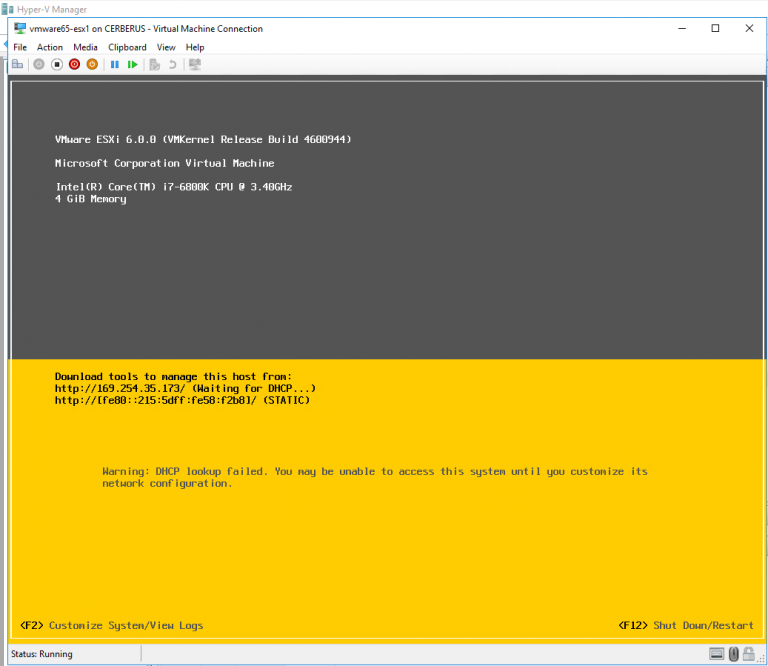 Hyper-V Manager
vmware65-esx1 on CERBERUS - Virtual Machine Connection
File Action Media Clipboard View Help
VMware ESXi 6.0.0 (VMKernel Release Build 4600944)
Microsoft Corporation Virtual Machine
Intel(R) Core(TM) i7-6800K CPU @ 3.40GHz
4 GiB Memory
Download tools to manage this host from:
http://169.254.35.173/ (Waiting for DHCP...)
http://[fe80::215:5dff:fe58:f2b8]/ (STATIC)
Warning: DHCP lookup failed. You may be unable to access this system until you customize its
network configuration.
<F2> Customize System/View Logs <F12> Shut Down/Restart
Status: Running